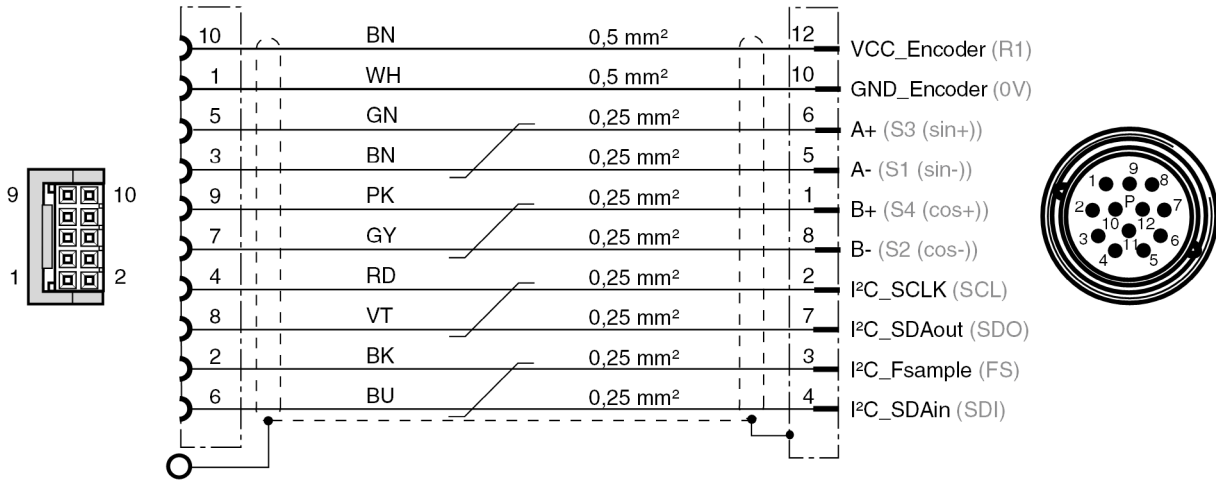 10 BN 0,5 mm² 12 VCC_Encoder (R1)
1 WH 0,5 mm² 10 GND_Encoder (0V)
5 GN 0,25 mm² 6 A+ (S3 (sin+))
3 BN 0,25 mm² 5 A- (S1 (sin-))
9 PK 0,25 mm² 1 B+ (S4 (cos+))
7 GY 0,25 mm² 8 B- (S2 (cos-))
4 RD 0,25 mm² 2 I²C_SCLK (SCL)
8 VT 0,25 mm² 7 I²C_SDAout (SDO)
2 BK 0,25 mm² 3 I²C_Fsample (FS)
6 BU 0,25 mm² 4 I²C_SDAin (SDI)
9 10
1 2
1 9 8
2 P 7
10 12
3 11 6
4 5